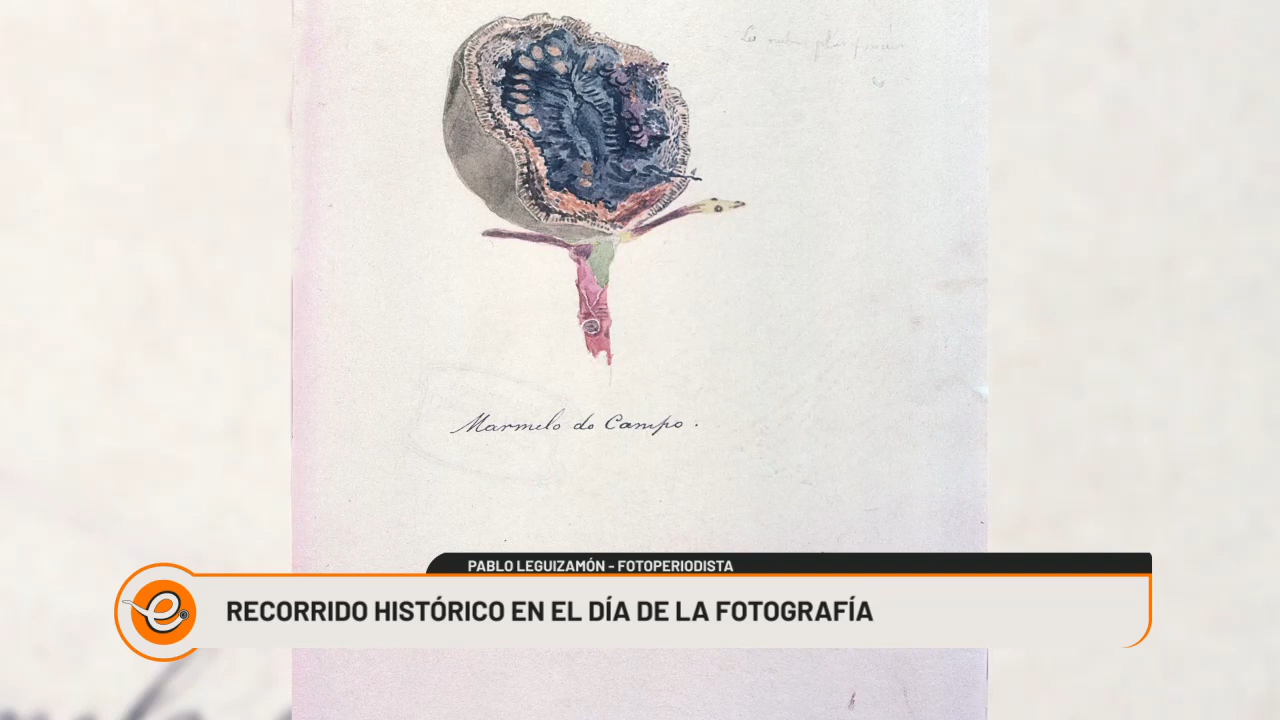 Marmelo do Campo.
PABLO LEGUIZAMÓN - FOTOPERIODISTA
RECORRIDO HISTÓRICO EN EL DÍA DE LA FOTOGRAFÍA